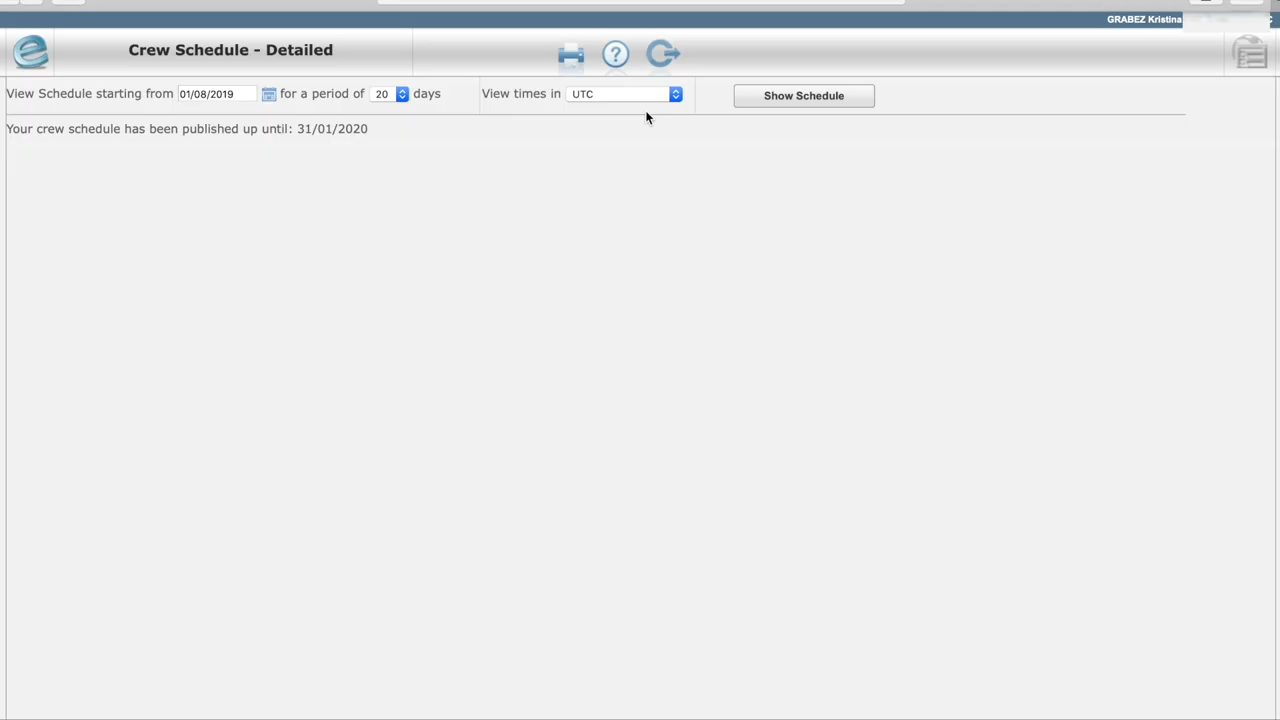 GRABEZ Kristina
Crew Schedule - Detailed
?
View Schedule starting from 01/08/2019 for a period of 20 days View times in UTC Show Schedule
Your crew schedule has been published up until: 31/01/2020